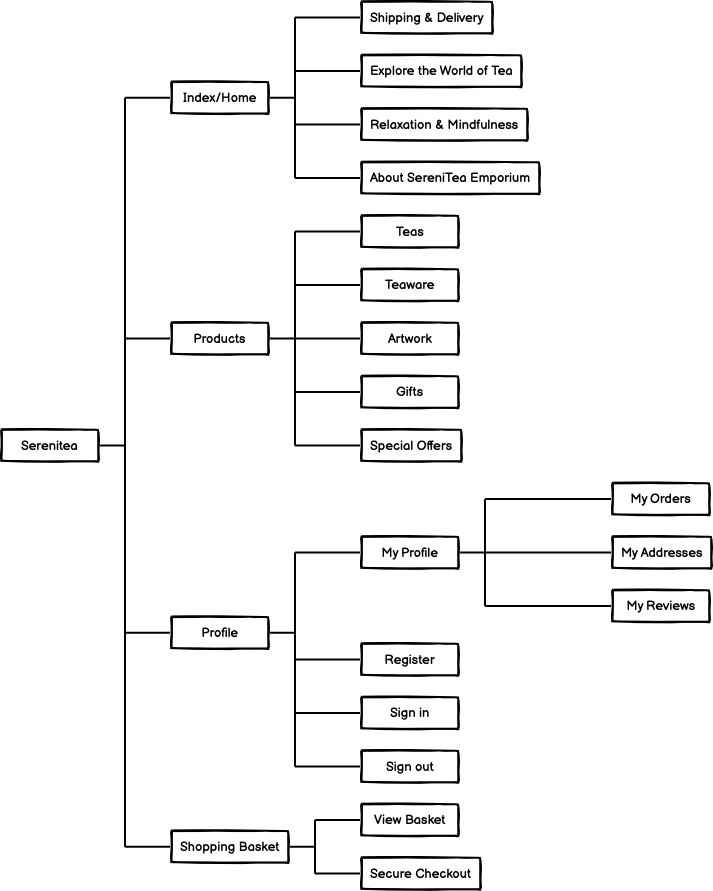 Shipping & Delivery
Explore the World of Tea
Index/Home
Relaxation & Mindfulness
About SereniTea Emporium
Teas
Teaware
Products
Artwork
Gifts
Serenitea
Special Offers
My Orders
My Profile
My Addresses
My Reviews
Profile
Register
Sign in
Sign out
View Basket
Shopping Basket
Secure Checkout